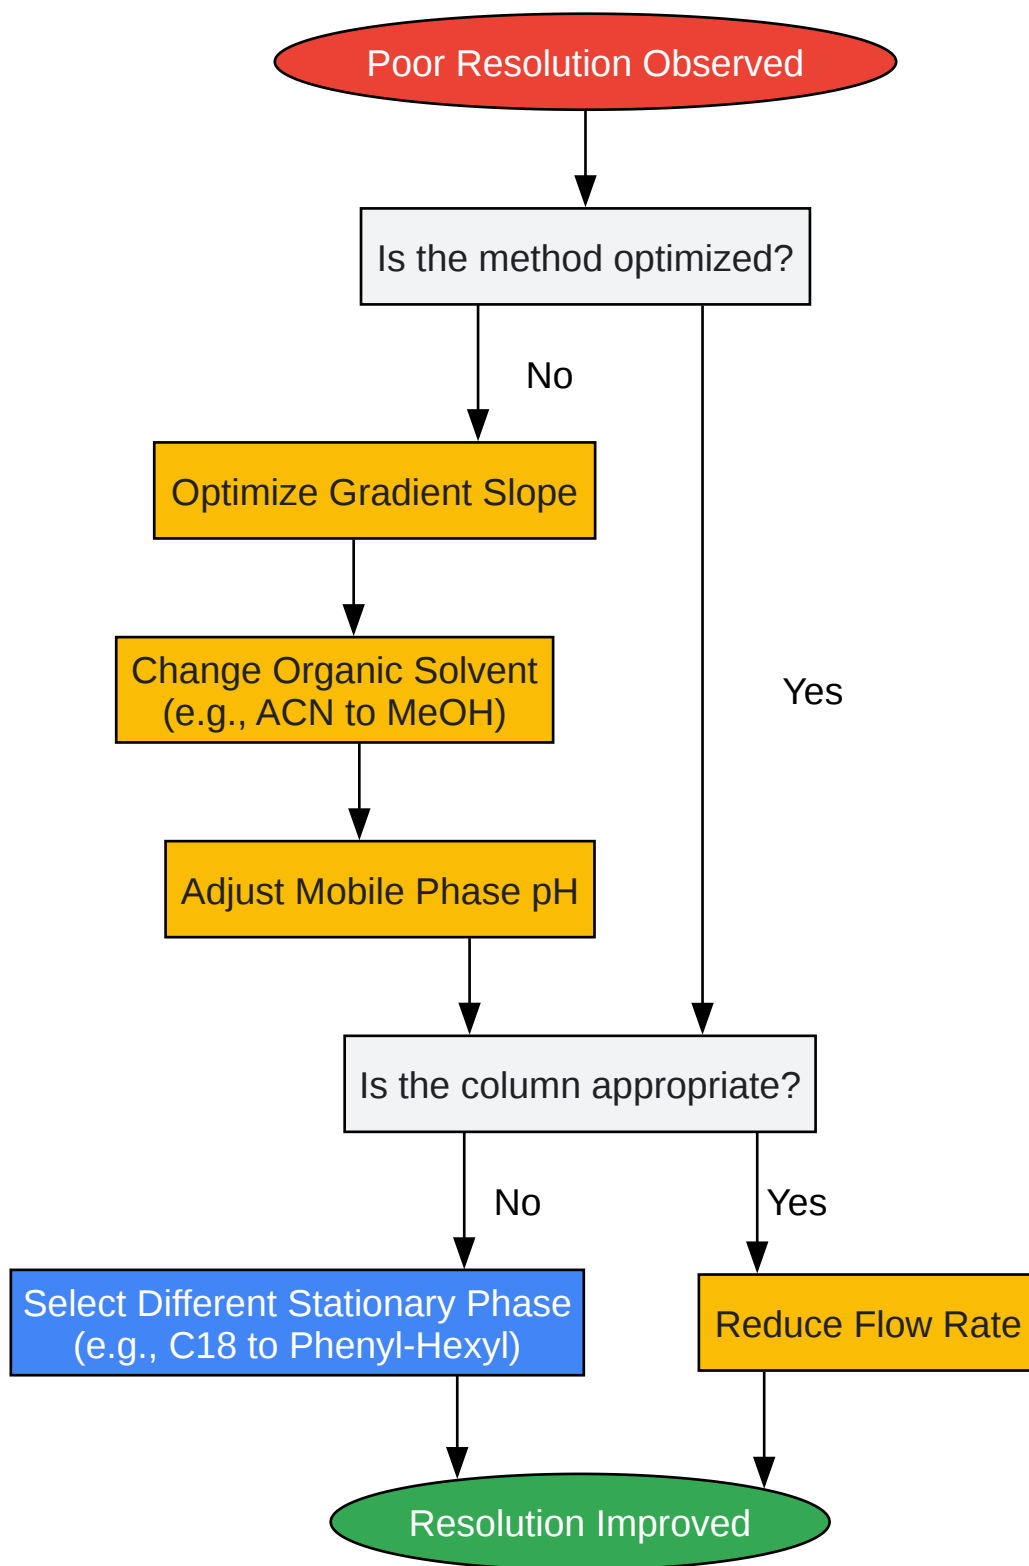 Poor Resolution Observed
Is the method optimized?
No
Optimize Gradient Slope
Change Organic Solvent
(e.g., ACN to MeOH)
Yes
Adjust Mobile Phase pH
Is the column appropriate?
No
Yes
Select Different Stationary Phase
(e.g., C18 to Phenyl-Hexyl)
Reduce Flow Rate
Resolution Improved